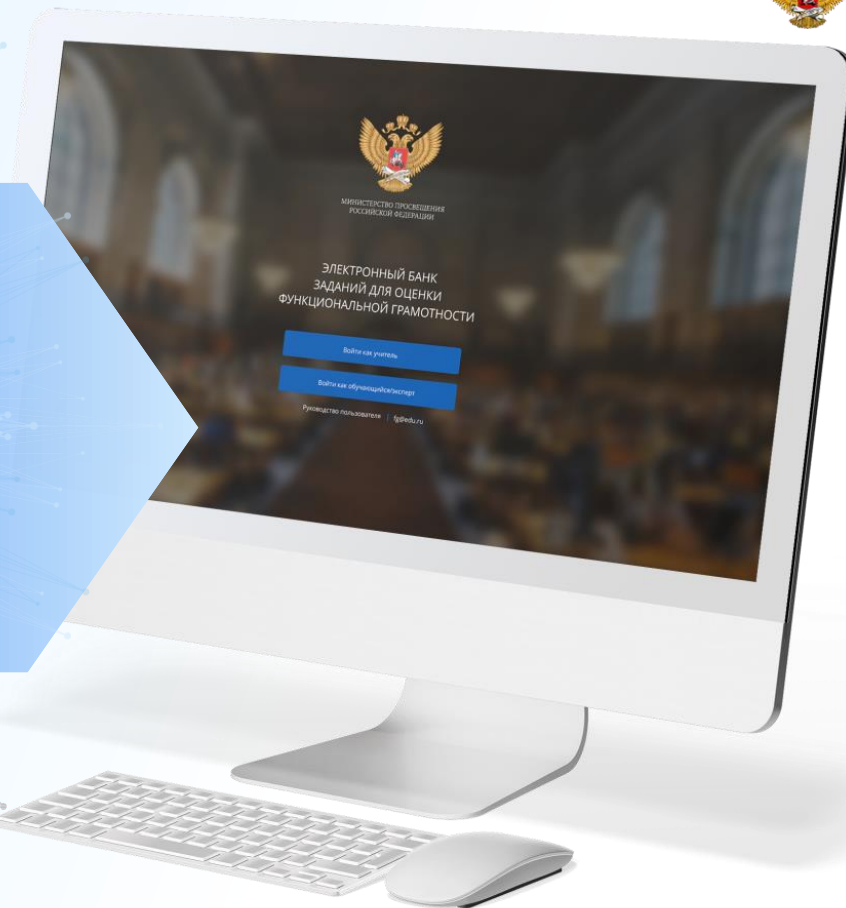 МИНИСТЕРСТВО ПРОСВЕЩЕНИЯ
РОССИЙСКОЙ ФЕДЕРАЦИИ
ЭЛЕКТРОННЫЙ БАНК
ЗАДАНИЙ ДЛЯ ОЦЕНКИ
ФУНКЦИОНАЛЬНОЙ ГРАМОТНОСТИ
Войти как учитель
Войти как обучающийся/эксперт
Руководство пользователя | fg@edu.ru